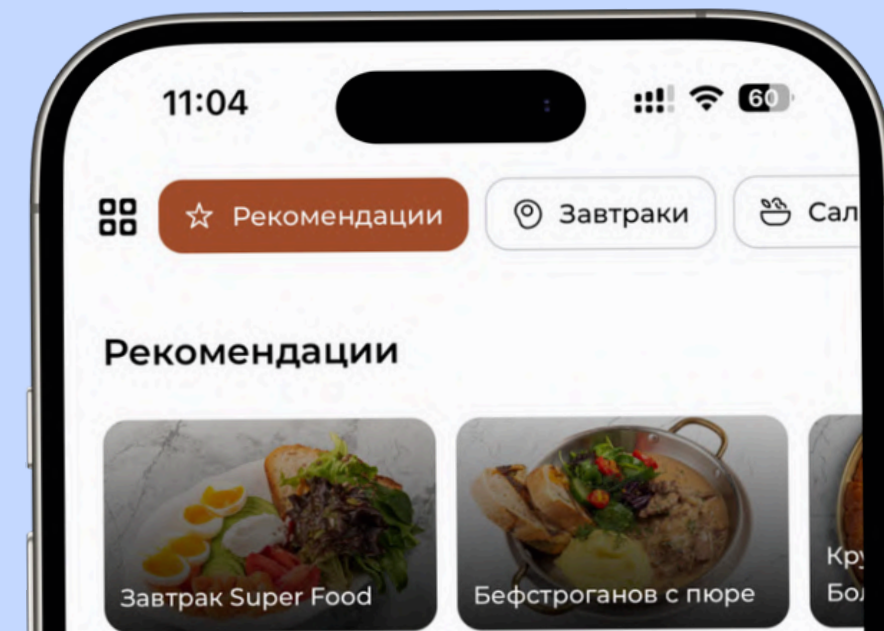 11:04
60
Рекомендации
Завтраки
Рекомендации
Завтрак Super Food
Бефстроганов с пюре